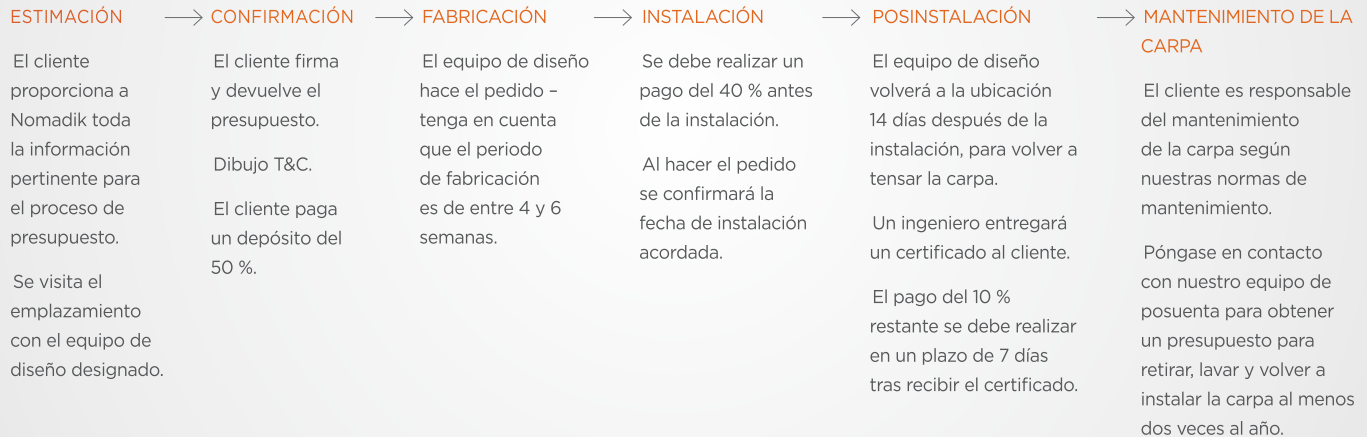 ESTIMACIÓN
El cliente
proporciona a
Nomadik toda
la información
pertinente para
el proceso de
presupuesto.
Se visita el
emplazamiento
con el equipo de
diseño designado.
CONFIRMACIÓN
El cliente firma
y devuelve el
presupuesto.
Dibujo T&C.
El cliente paga
un depósito del
50 %.
FABRICACIÓN
El equipo de diseño
hace el pedido –
tenga en cuenta
que el periodo
de fabricación
es de entre 4 y 6
semanas.
INSTALACIÓN
Se debe realizar un
pago del 40 % antes
de la instalación.
Al hacer el pedido
se confirmará la
fecha de instalación
acordada.
POSINSTALACIÓN
El equipo de diseño
volverá a la ubicación
14 días después de la
instalación, para volver a
tensar la carpa.
Un ingeniero entregará
un certificado al cliente.
El pago del 10 %
restante se debe realizar
en un plazo de 7 días
tras recibir el certificado.
MANTENIMIENTO DE LA
CARPA
El cliente es responsable
del mantenimiento
de la carpa según
nuestras normas de
mantenimiento.
Póngase en contacto
con nuestro equipo de
posuenta para obtener
un presupuesto para
retirar, lavar y volver a
instalar la carpa al menos
dos veces al año.